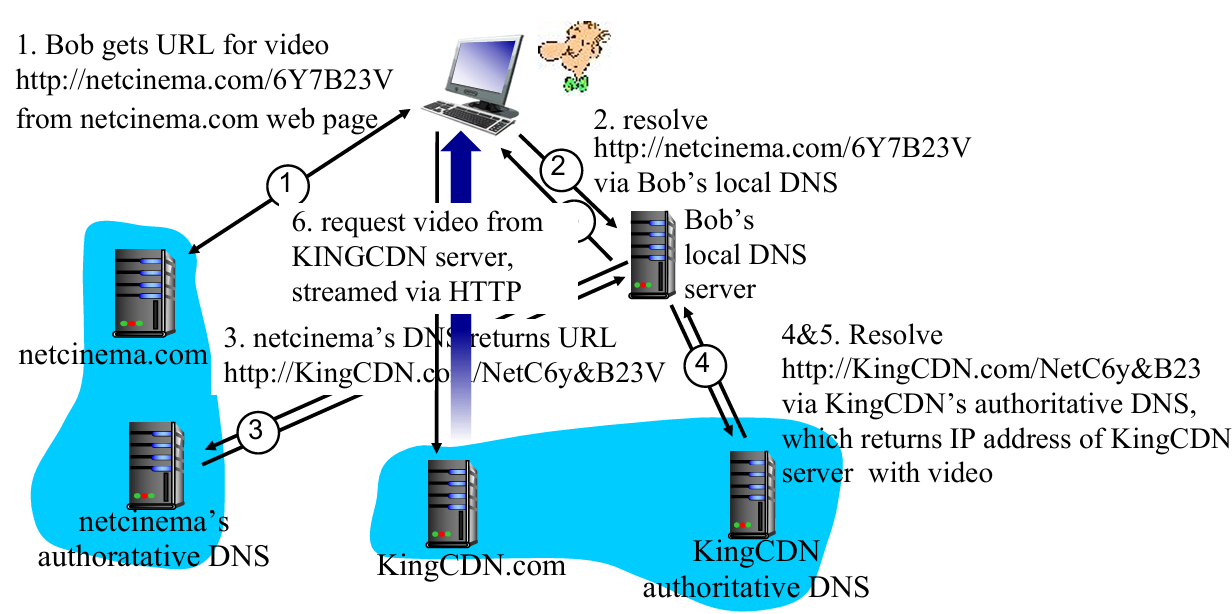 1. Bob gets URL for video
http://netcinema.com/6Y7B23V
from netcinema.com web page
1
2
2. resolve
http://netcinema.com/6Y7B23V
via Bob's local DNS
6. request video from
KINGCDN server,
streamed via HTTP
Bob's
local DNS
server
netcinema.com
3. netcinema's DNS returns URL
http://KingCDN.com/NetC6y&B23V
3
4
4&5. Resolve
http://KingCDN.com/NetC6y&B23
via KingCDN's authoritative DNS,
which returns IP address of KingCDN
server with video
netcinema's
authoratative DNS
KingCDN.com
KingCDN
authoritative DNS